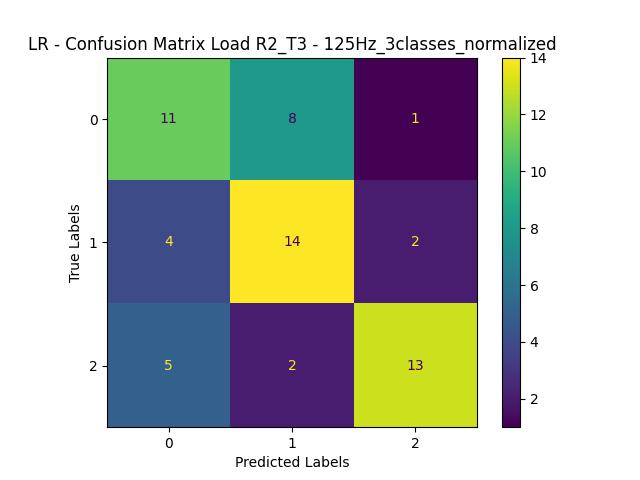 LR - Confusion Matrix Load R2_T3 - 125Hz_3classes_normalized
True Labels
0 11 8 1
1 4 14 2
2 5 2 13
0 1 2
Predicted Labels
14
12
10
8
6
4
2